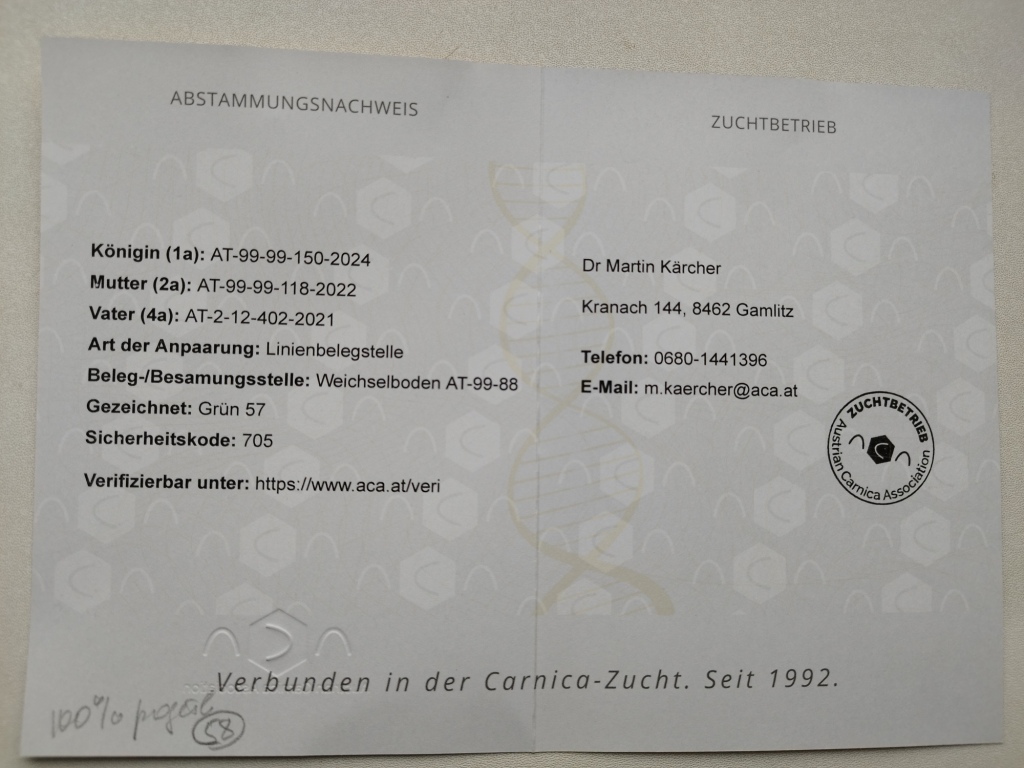 ABSTAMMUNGSNACHWEIS
Königin (1a): AT-99-99-150-2024
Mutter (2a): AT-99-99-118-2022
Vater (4a): AT-2-12-402-2021
Art der Anpaarung: Linienbelegstelle
Beleg-/Besamungsstelle: Weichselboden AT-99-88
Gezeichnet: Grün 57
Sicherheitskode: 705
Verifizierbar unter: https://www.aca.at/veri
ZUCHTBETRIEB
Dr Martin Kärcher
Kranach 144, 8462 Gamlitz
Telefon: 0680-1441396
E-Mail: m.kaercher@aca.at
ZUCHTBETRIEB
Austrian Carnica Association
Verbunden in der Carnica-Zucht. Seit 1992.
100%
58